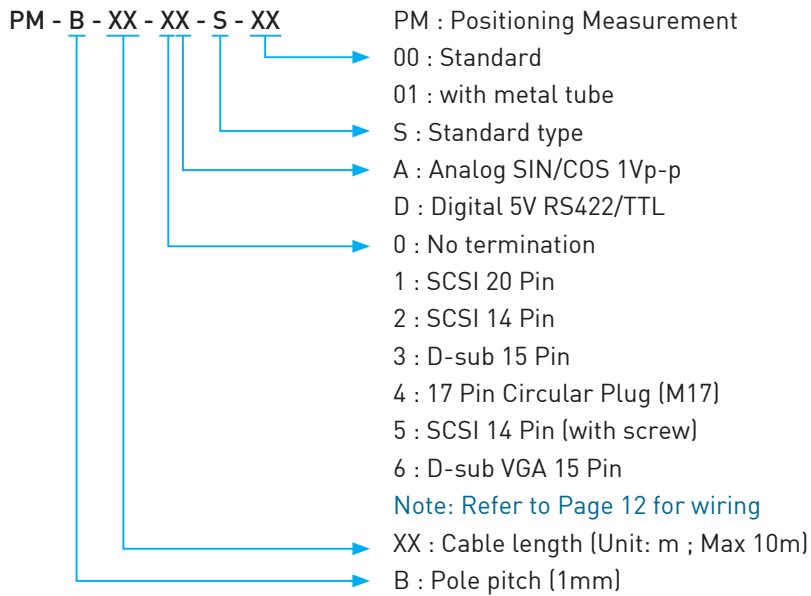 PM - B - XX - XX - S - XX
PM : Positioning Measurement
00 : Standard
01 : with metal tube
S : Standard type
A : Analog SIN/COS 1Vp-p
D : Digital 5V RS422/TTL
0 : No termination
1 : SCSI 20 Pin
2 : SCSI 14 Pin
3 : D-sub 15 Pin
4 : 17 Pin Circular Plug (M17)
5 : SCSI 14 Pin (with screw)
6 : D-sub VGA 15 Pin
Note: Refer to Page 12 for wiring
XX : Cable length (Unit: m ; Max 10m)
B : Pole pitch (1mm)